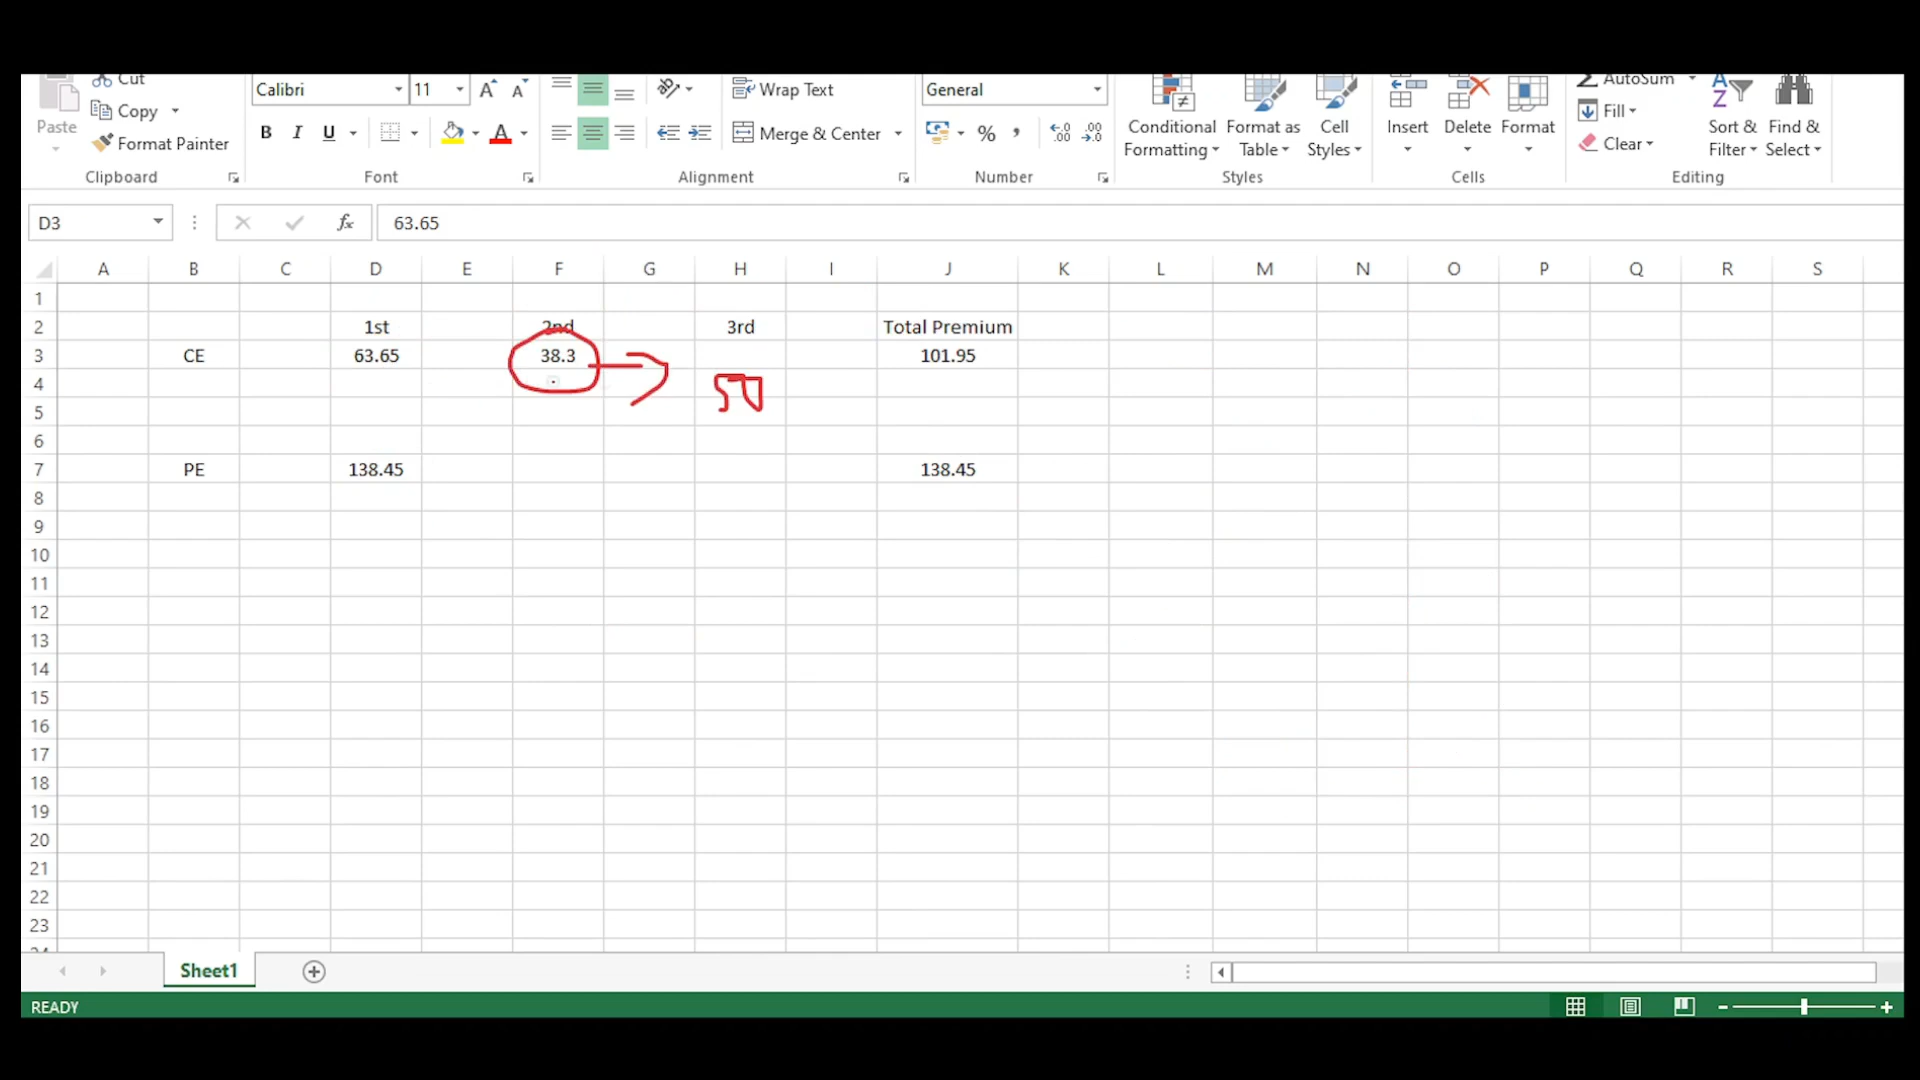 Cut
Calibri 11 A A Wrap Text General AutoSum
Copy
Paste Conditional Format as Cell Insert Delete Format Fill Sort & Find &
Format Painter B I U A Merge & Center % , Formatting Table Styles Clear Filter Select
Clipboard Font Alignment Number Styles Cells Editing
D3 fx 63.65
A B C D E F G H I J K L M N O P Q R S
1
2 1st 2nd 3rd Total Premium
3 CE 63.65 38.3 101.95
4 50
5
6
7 PE 138.45 138.45
8
9
10
11
12
13
14
15
16
17
18
19
20
21
22
23
Sheet1
READY